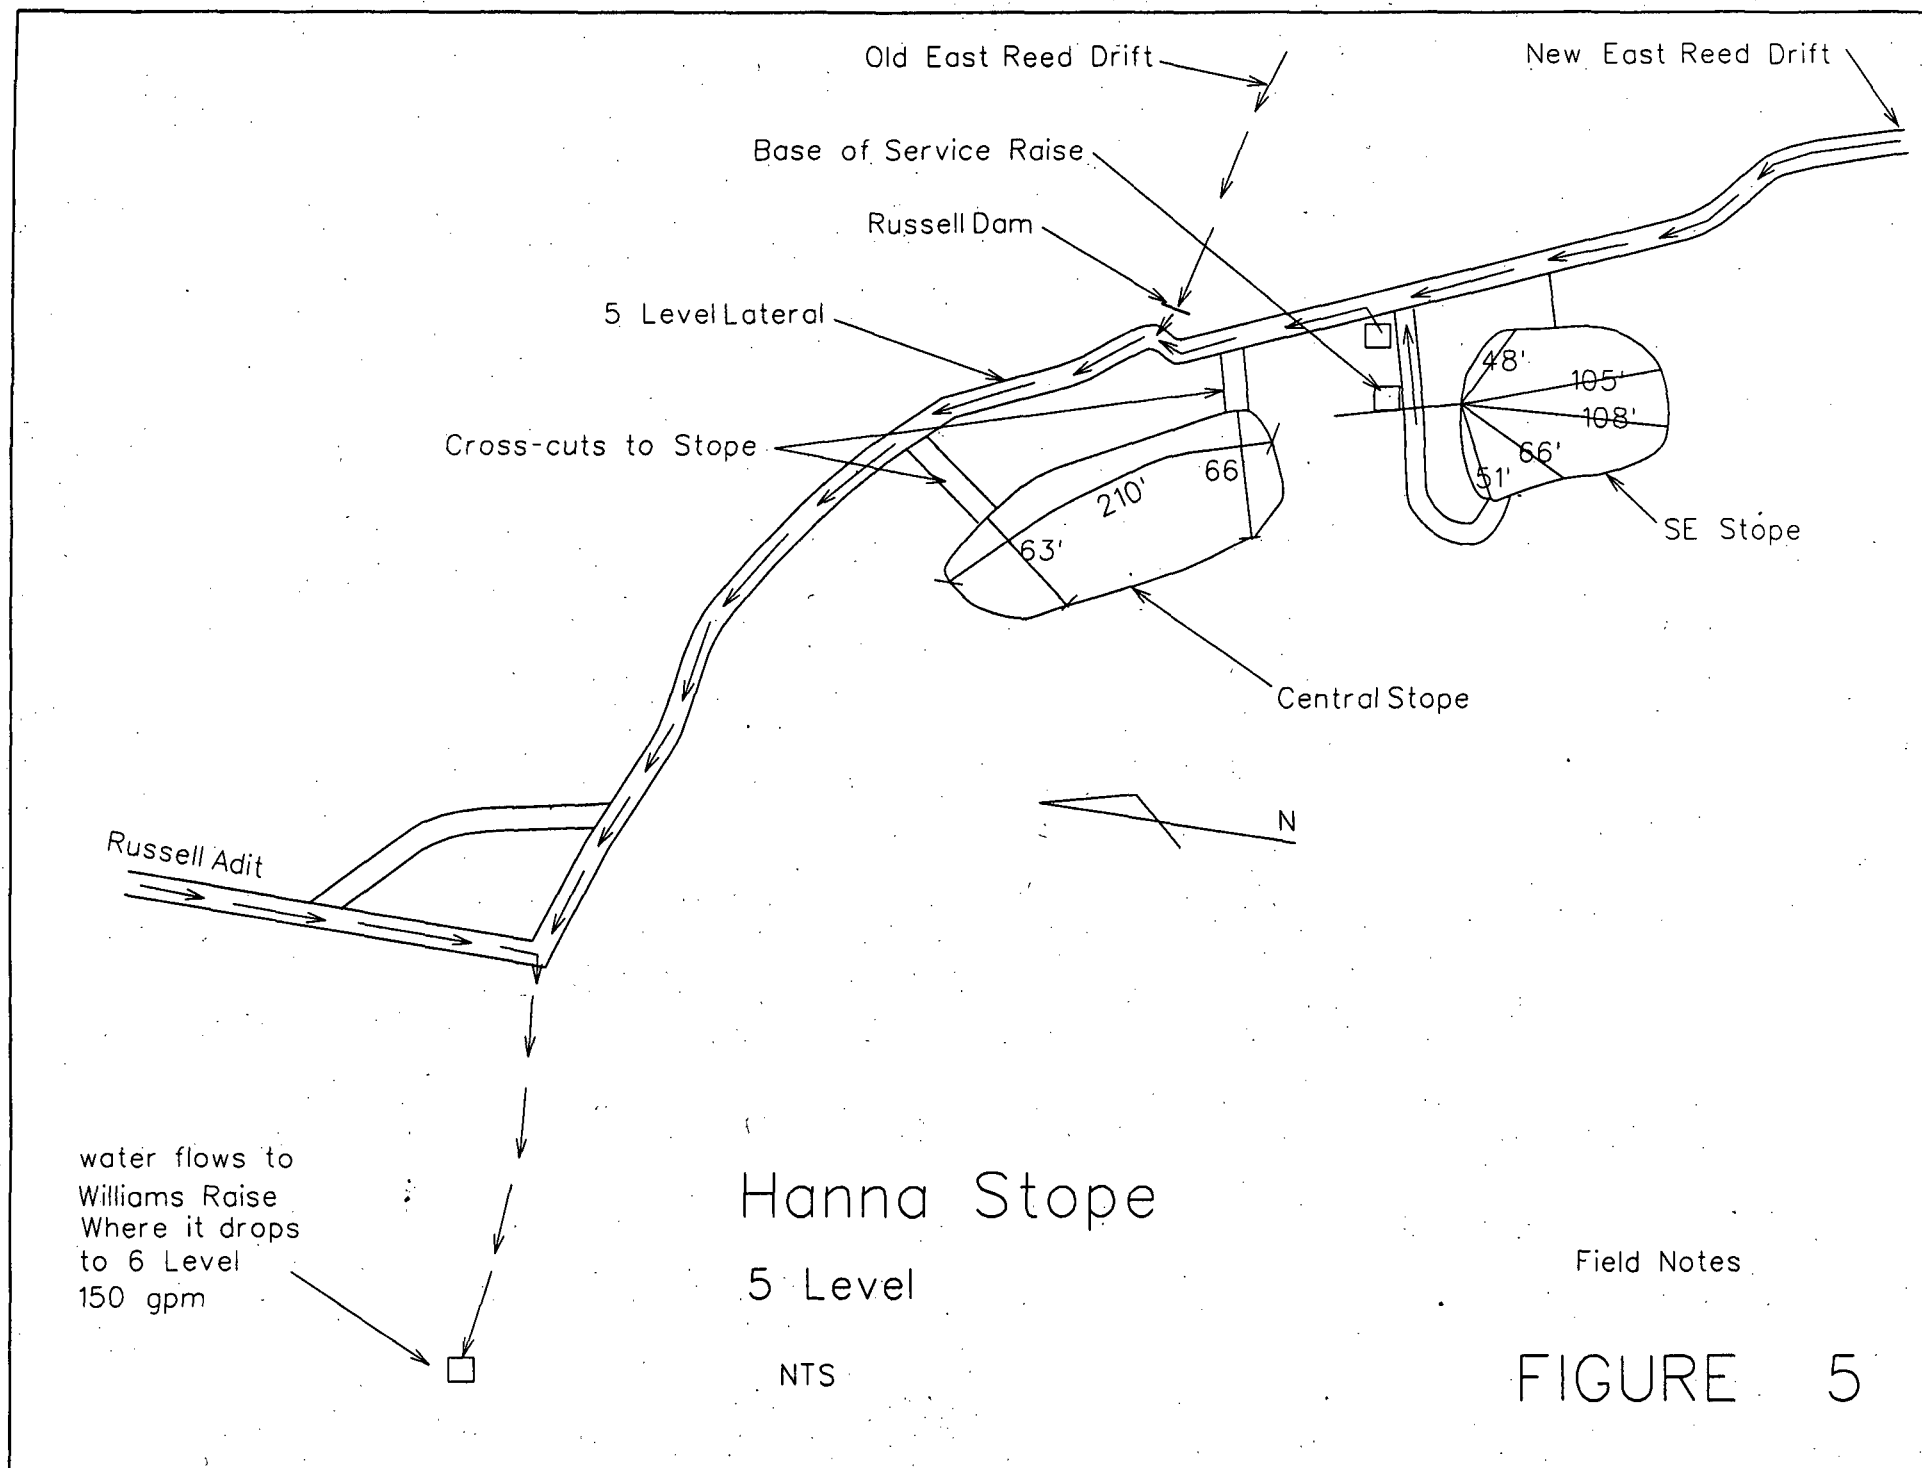 Old East Reed Drift
New East Reed Drift
Base of Service Raise
Russell Dam
5 Level Lateral
48'
105'
108'
66'
51'
Cross-cuts to Stope
66
210'
63'
SE Stope
Central Stope
N
Russell Adit
water flows to
Williams Raise
Where it drops
to 6 Level
150 gpm
Hanna Stope
5 Level
NTS
Field Notes
FIGURE 5